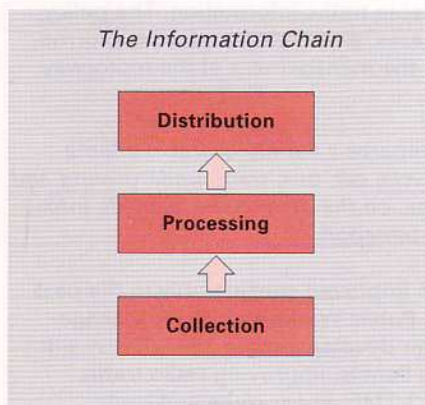 The Information Chain
Distribution
Processing
Collection